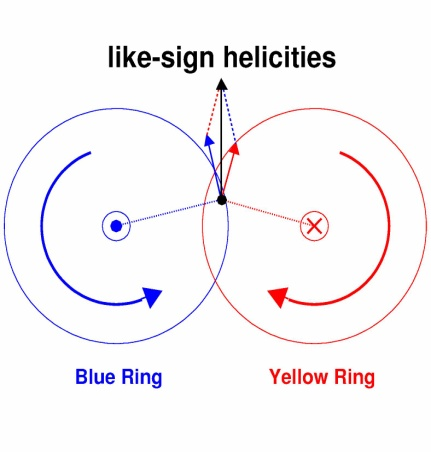 like-sign helicities
Blue Ring
Yellow Ring